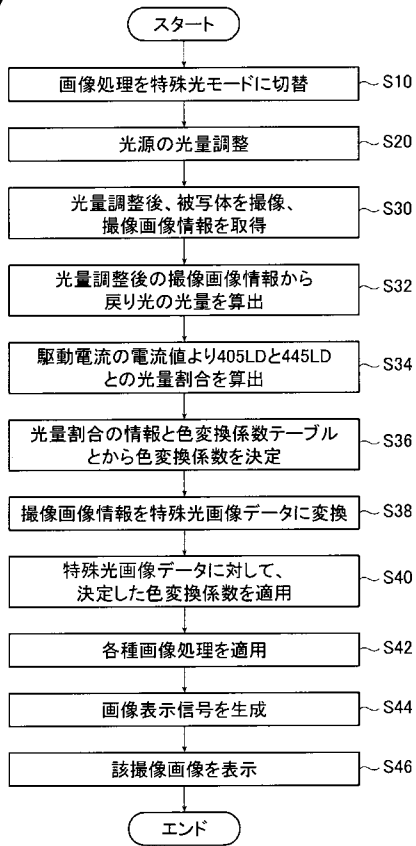 スタート
画像処理を特殊光モードに切替
S10
光源の光量調整
S20
光量調整後、被写体を撮像、
撮像画像情報を取得
S30
光量調整後の撮像画像情報から
戻り光の光量を算出
S32
駆動電流の電流値より405LDと445LD
との光量割合を算出
S34
光量割合の情報と色変換係数テーブル
とから色変換係数を決定
S36
撮像画像情報を特殊光画像データに変換
S38
特殊光画像データに対して、
決定した色変換係数を適用
S40
各種画像処理を適用
S42
画像表示信号を生成
S44
該撮像画像を表示
S46
エンド